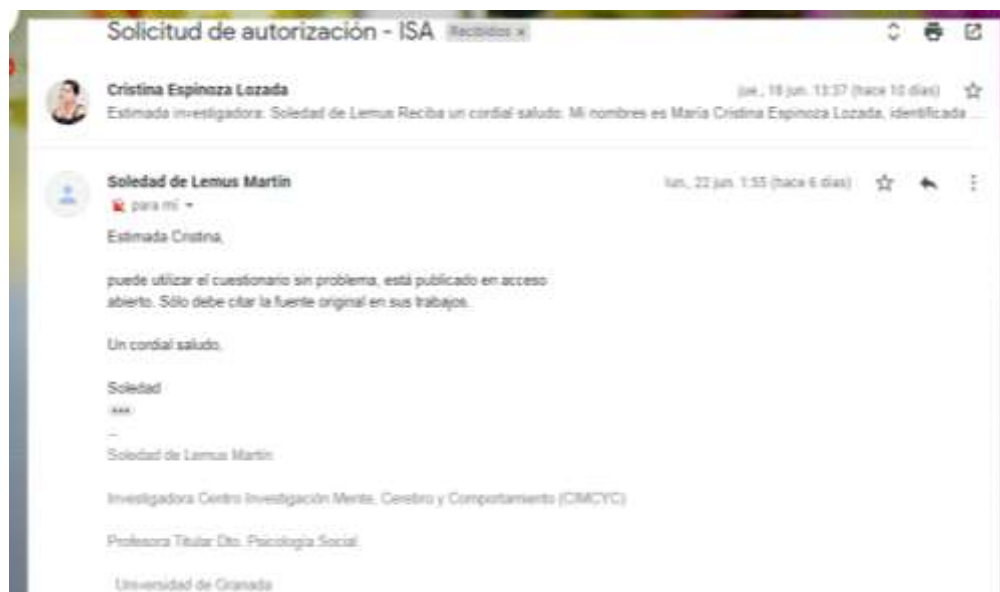 Solicitud de autorización - ISA Recibidos x
Cristina Espinoza Lozada jue., 18 jun. 13:37 (hace 10 días)
Estimada investigadora: Soledad de Lemus Reciba un cordial saludo. Mi nombres es María Cristina Espinoza Lozada, identificada ...
Soledad de Lemus Martin lun., 22 jun. 1:55 (hace 6 días)
para mí
Estimada Cristina,
puede utilizar el cuestionario sin problema, está publicado en acceso
abierto. Sólo debe citar la fuente original en sus trabajos.
Un cordial saludo,
Soledad
•••
--
Soledad de Lemus Martin
Investigadora Centro Investigación Mente, Cerebro y Comportamiento (CIMCYC)
Profesora Titular Dto. Psicología Social
Universidad de Granada